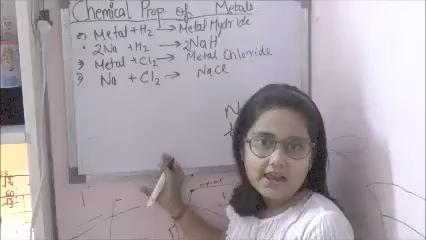 Chemical Prop of Metals
Metal + H2 → Metal Hydride
2Na + H2 → 2NaH
Metal + Cl2 → Metal Chloride
Na + Cl2 → NaCl
N